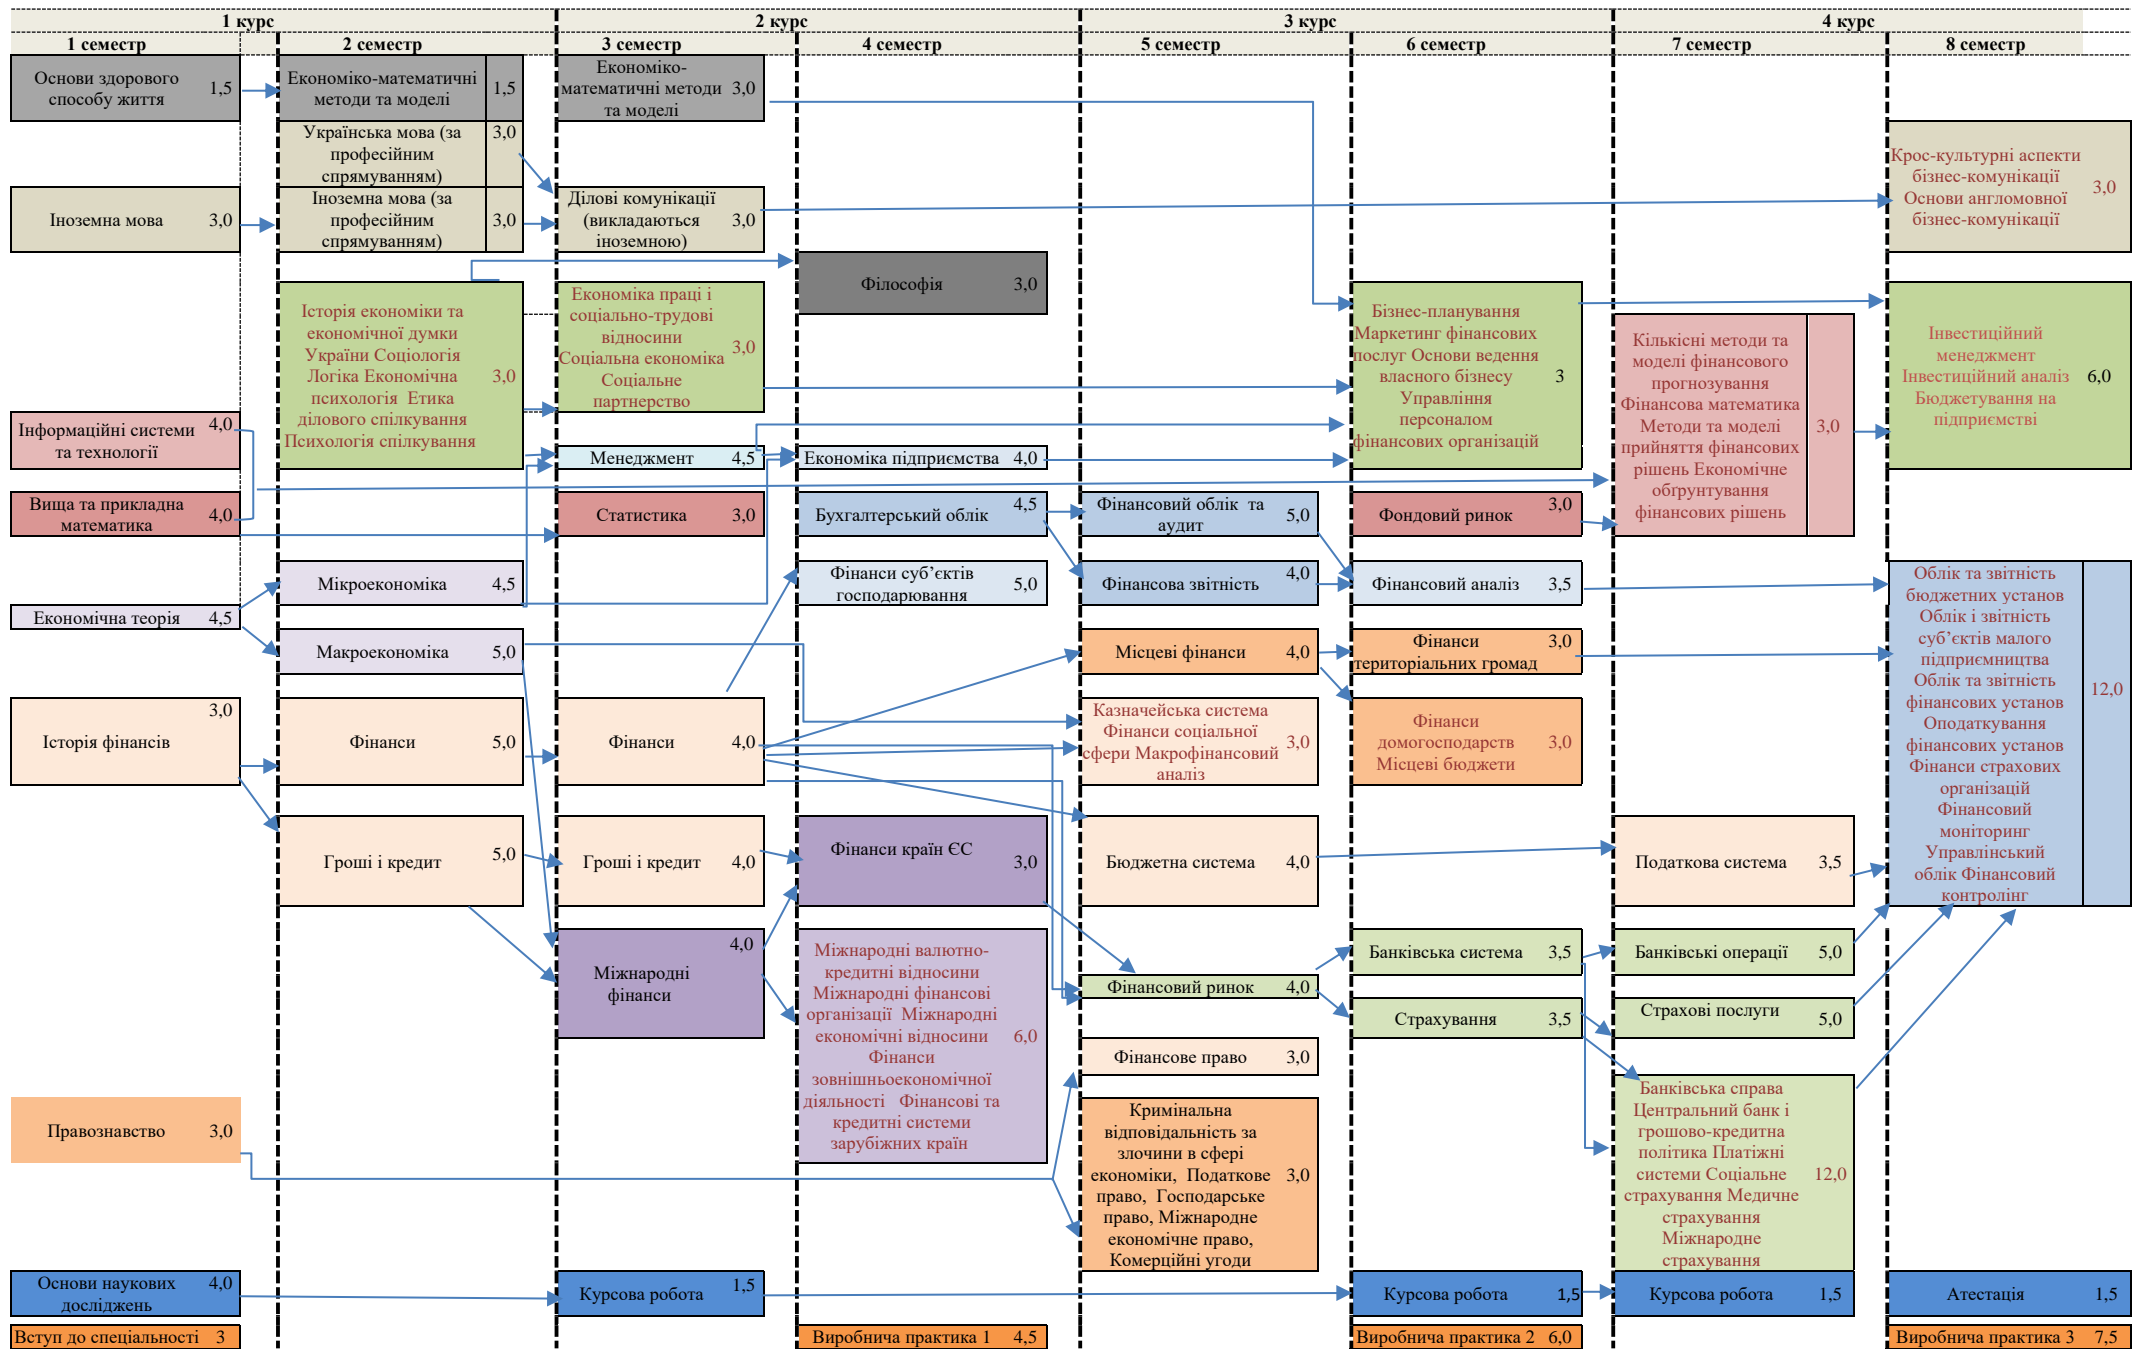 1 курс
2 курс
3 курс
4 курс
1 семестр
2 семестр
3 семестр
4 семестр
5 семестр
6 семестр
7 семестр
8 семестр
Основи здорового
способу життя
1,5
Іноземна мова
3,0
Інформаційні системи
та технології
4,0
Вища та прикладна
математика
4,0
Економічна теорія
4,5
Історія фінансів
3,0
Правознавство
3,0
Основи наукових
досліджень
4,0
Вступ до спеціальності
3
Економіко-математичні
методи та моделі
1,5
Українська мова (за
професійним
спрямуванням)
3,0
Іноземна мова (за
професійним
спрямуванням)
3,0
Історія економіки та
економічної думки
України Соціологія
Логіка Економічна
психологія Етика
ділового спілкування
Психологія спілкування
3,0
Мікроекономіка
4,5
Макроекономіка
5,0
Фінанси
5,0
Гроші і кредит
5,0
Економіко-
математичні методи
та моделі
3,0
Ділові комунікації
(викладаються
іноземною)
3,0
Економіка праці і
соціально-трудові
відносини
Соціальна економіка
Соціальне
партнерство
3,0
Менеджмент
4,5
Статистика
3,0
Фінанси
4,0
Гроші і кредит
4,0
Міжнародні
фінанси
4,0
Курсова робота
1,5
Філософія
3,0
Економіка підприємства
4,0
Бухгалтерський облік
4,5
Фінанси суб’єктів
господарювання
5,0
Фінанси країн ЄС
3,0
Міжнародні валютно-
кредитні відносини
Міжнародні фінансові
організації Міжнародні
економічні відносини
Фінанси
зовнішньоекономічної
діяльності Фінансові та
кредитні системи
зарубіжних країн
6,0
Виробнича практика 1
4,5
Фінансовий облік та
аудит
5,0
Фінансова звітність
4,0
Місцеві фінанси
4,0
Казначейська система
Фінанси соціальної
сфери Макрофінансовий
аналіз
3,0
Бюджетна система
4,0
Фінансовий ринок
4,0
Фінансове право
3,0
Кримінальна
відповідальність за
злочини в сфері
економіки, Податкове
право, Господарське
право, Міжнародне
економічне право,
Комерційні угоди
3,0
Бізнес-планування
Маркетинг фінансових
послуг Основи ведення
власного бізнесу
Управління
персоналом
фінансових організацій
3
Фондовий ринок
3,0
Фінансовий аналіз
3,5
Фінанси
територіальних громад
3,0
Фінанси
домогосподарств
Місцеві бюджети
3,0
Банківська система
3,5
Страхування
3,5
Курсова робота
1,5
Виробнича практика 2
6,0
Кількісні методи та
моделі фінансового
прогнозування
Фінансова математика
Методи та моделі
прийняття фінансових
рішень Економічне
обґрунтування
фінансових рішень
3,0
Податкова система
3,5
Банківські операції
5,0
Страхові послуги
5,0
Банківська справа
Центральний банк і
грошово-кредитна
політика Платіжні
системи Соціальне
страхування Медичне
страхування
Міжнародне
страхування
12,0
Курсова робота
1,5
Крос-культурні аспекти
бізнес-комунікації
Основи англомовної
бізнес-комунікації
3,0
Інвестиційний
менеджмент
Інвестиційний аналіз
Бюджетування на
підприємстві
6,0
Облік та звітність
бюджетних установ
Облік і звітність
суб’єктів малого
підприємництва
Облік та звітність
фінансових установ
Оподаткування
фінансових установ
Фінанси страхових
організацій
Фінансовий
моніторинг
Управлінський
облік Фінансовий
контролінг
12,0
Атестація
1,5
Виробнича практика 3
7,5